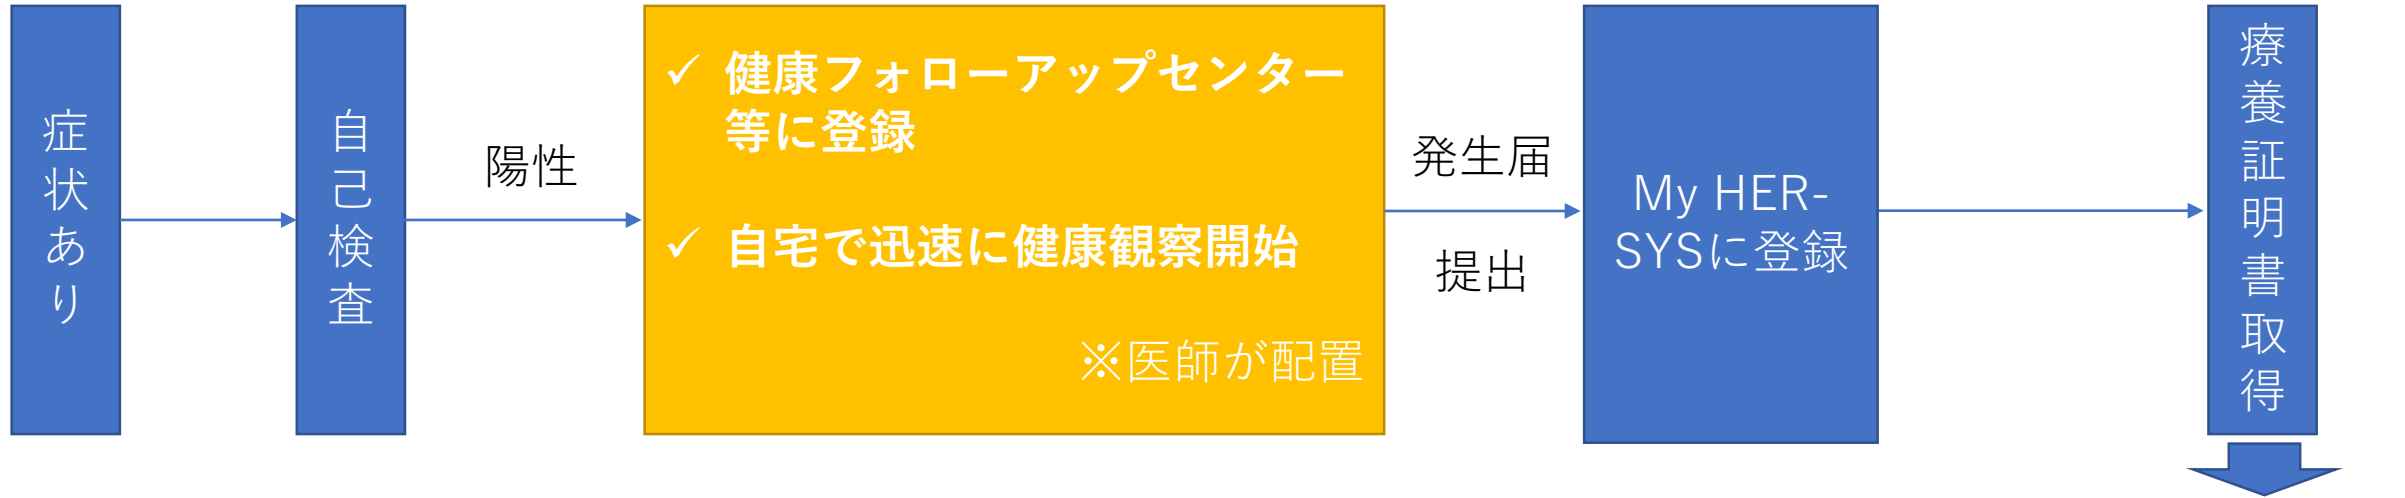 症状あり
自己検査
陽性
✓ 健康フォローアップセンター
等に登録
✓ 自宅で迅速に健康観察開始
※医師が配置
発生届
提出
My HER-
SYSに登録
療養証明書取得